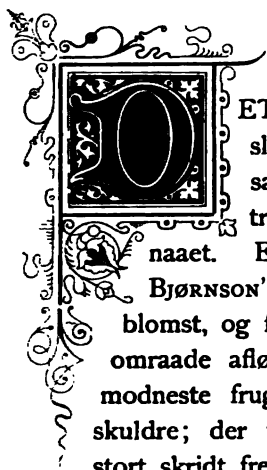 DET
sl
sa
tr
naaet. E
BJØRNSON'
blomst, og f
omraade aflø
modneste frug
skuldre; der
stort skridt fre